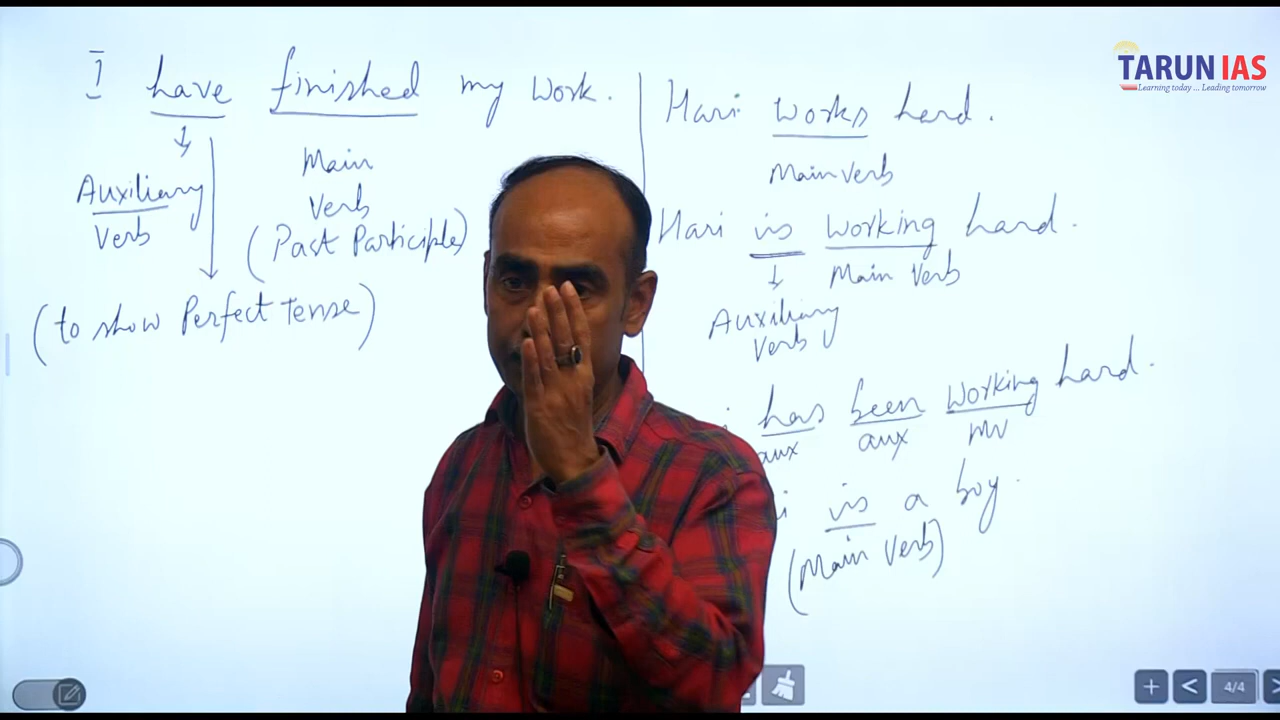 I have finished my work.
Auxiliary
Verb
Main
Verb
(Past Participle)
(to show Perfect Tense)
Hari works hard.
Main Verb
Hari is working hard.
Main Verb
Auxiliary
Verb
has been working hard.
aux aux MV
is a boy.
(Main Verb)
TARUN IAS
Learning today ... Leading tomorrow
4/4